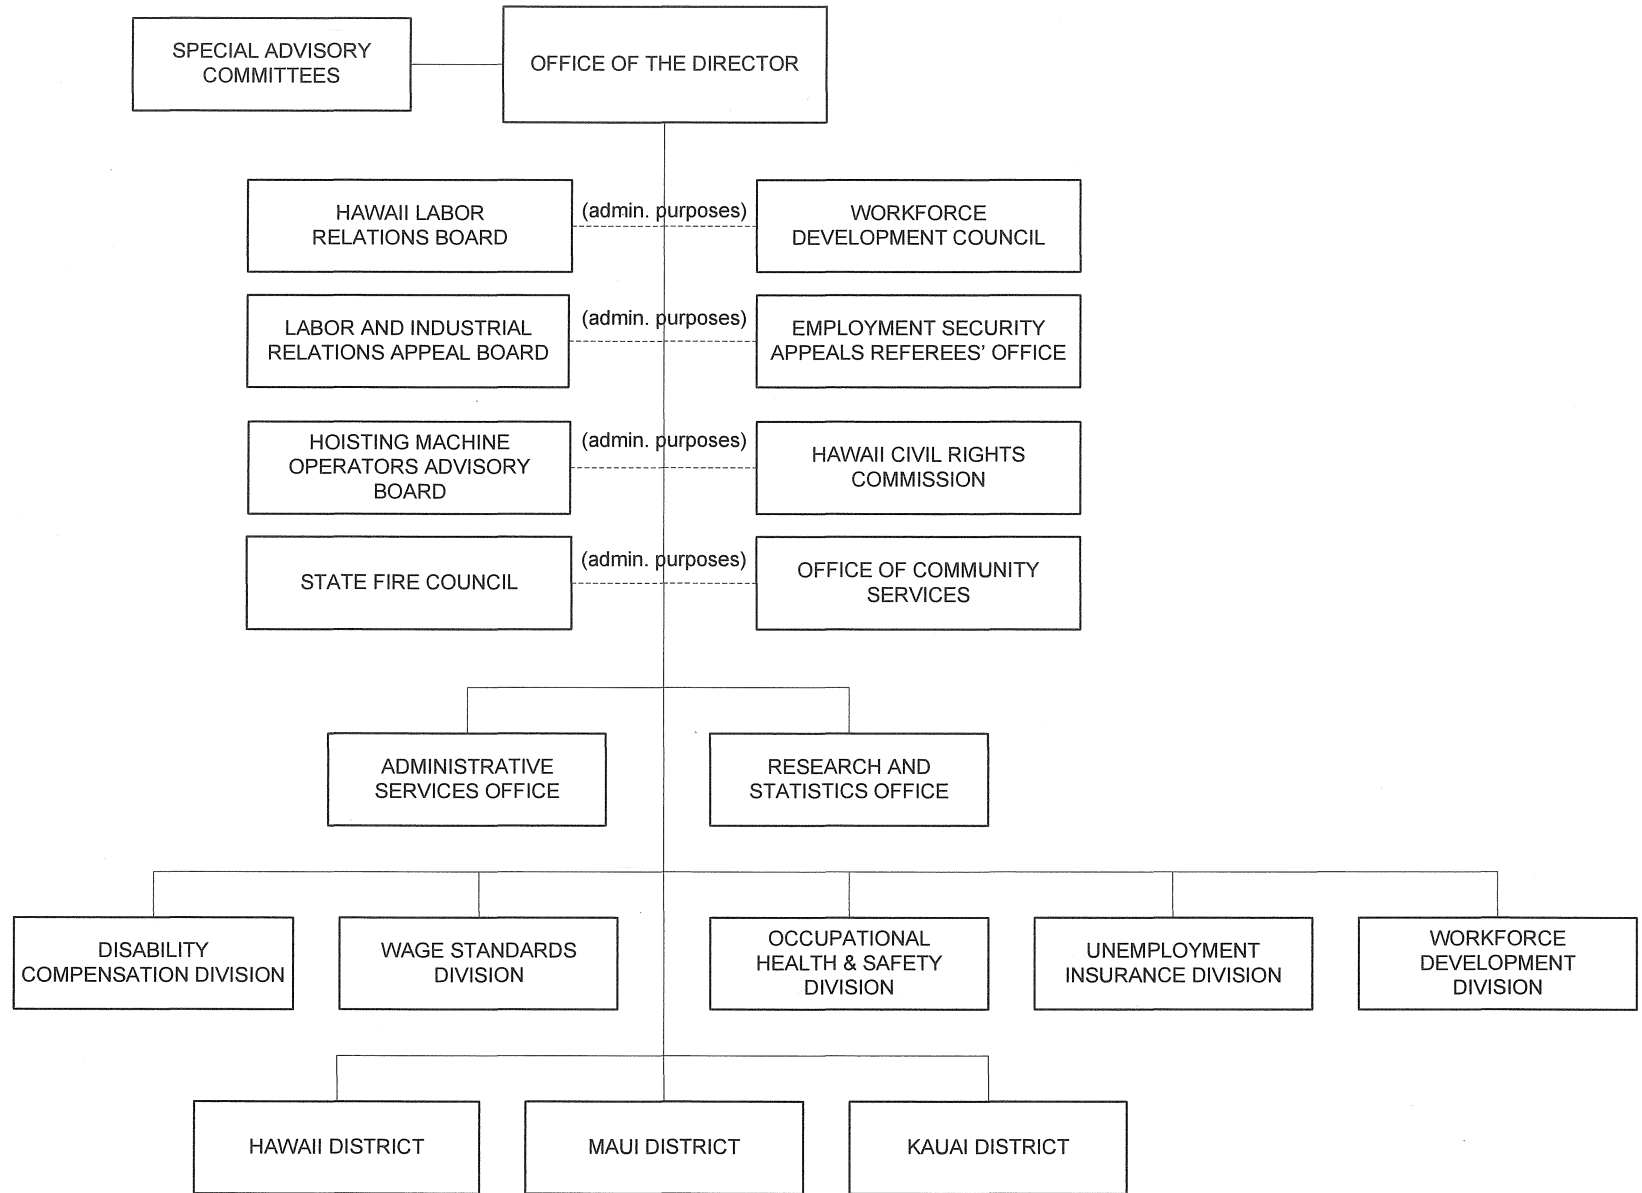 SPECIAL ADVISORY
COMMITTEES
OFFICE OF THE DIRECTOR
HAWAII LABOR
RELATIONS BOARD
(admin. purposes)
WORKFORCE
DEVELOPMENT COUNCIL
LABOR AND INDUSTRIAL
RELATIONS APPEAL BOARD
(admin. purposes)
EMPLOYMENT SECURITY
APPEALS REFEREES’ OFFICE
HOISTING MACHINE
OPERATORS ADVISORY
BOARD
(admin. purposes)
HAWAII CIVIL RIGHTS
COMMISSION
STATE FIRE COUNCIL
(admin. purposes)
OFFICE OF COMMUNITY
SERVICES
ADMINISTRATIVE
SERVICES OFFICE
RESEARCH AND
STATISTICS OFFICE
DISABILITY
COMPENSATION DIVISION
WAGE STANDARDS
DIVISION
OCCUPATIONAL
HEALTH & SAFETY
DIVISION
UNEMPLOYMENT
INSURANCE DIVISION
WORKFORCE
DEVELOPMENT
DIVISION
HAWAII DISTRICT
MAUI DISTRICT
KAUAI DISTRICT